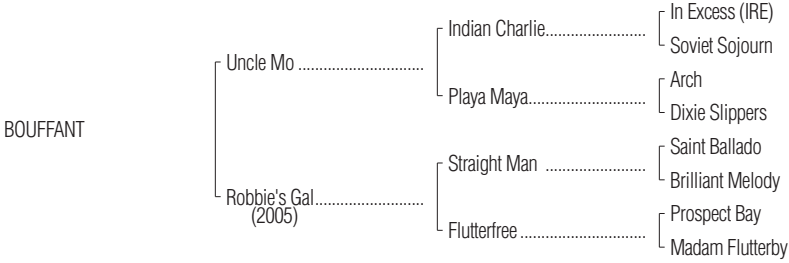 In Excess (IRE)
Indian Charlie.........................
Soviet Sojourn
Uncle Mo ...............................
Arch
Playa Maya.............................
Dixie Slippers
BOUFFANT
Saint Ballado
Straight Man .........................
Brilliant Melody
Robbie's Gal...........................
(2005)
Prospect Bay
Flutterfree ..............................
Madam Flutterby